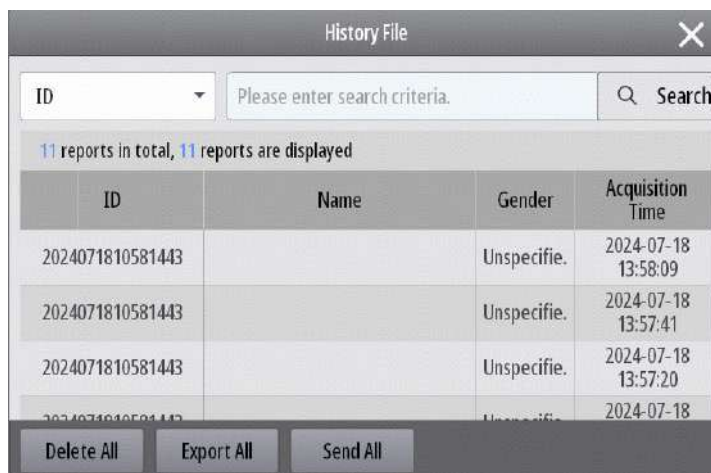 History File
ID Please enter search criteria. Search
11 reports in total, 11 reports are displayed
ID Name Gender Acquisition
Time
2024071810581443 Unspecifie. 2024-07-18
13:58:09
2024071810581443 Unspecifie. 2024-07-18
13:57:41
2024071810581443 Unspecifie. 2024-07-18
13:57:20
2024-07-18
Delete All Export All Send All